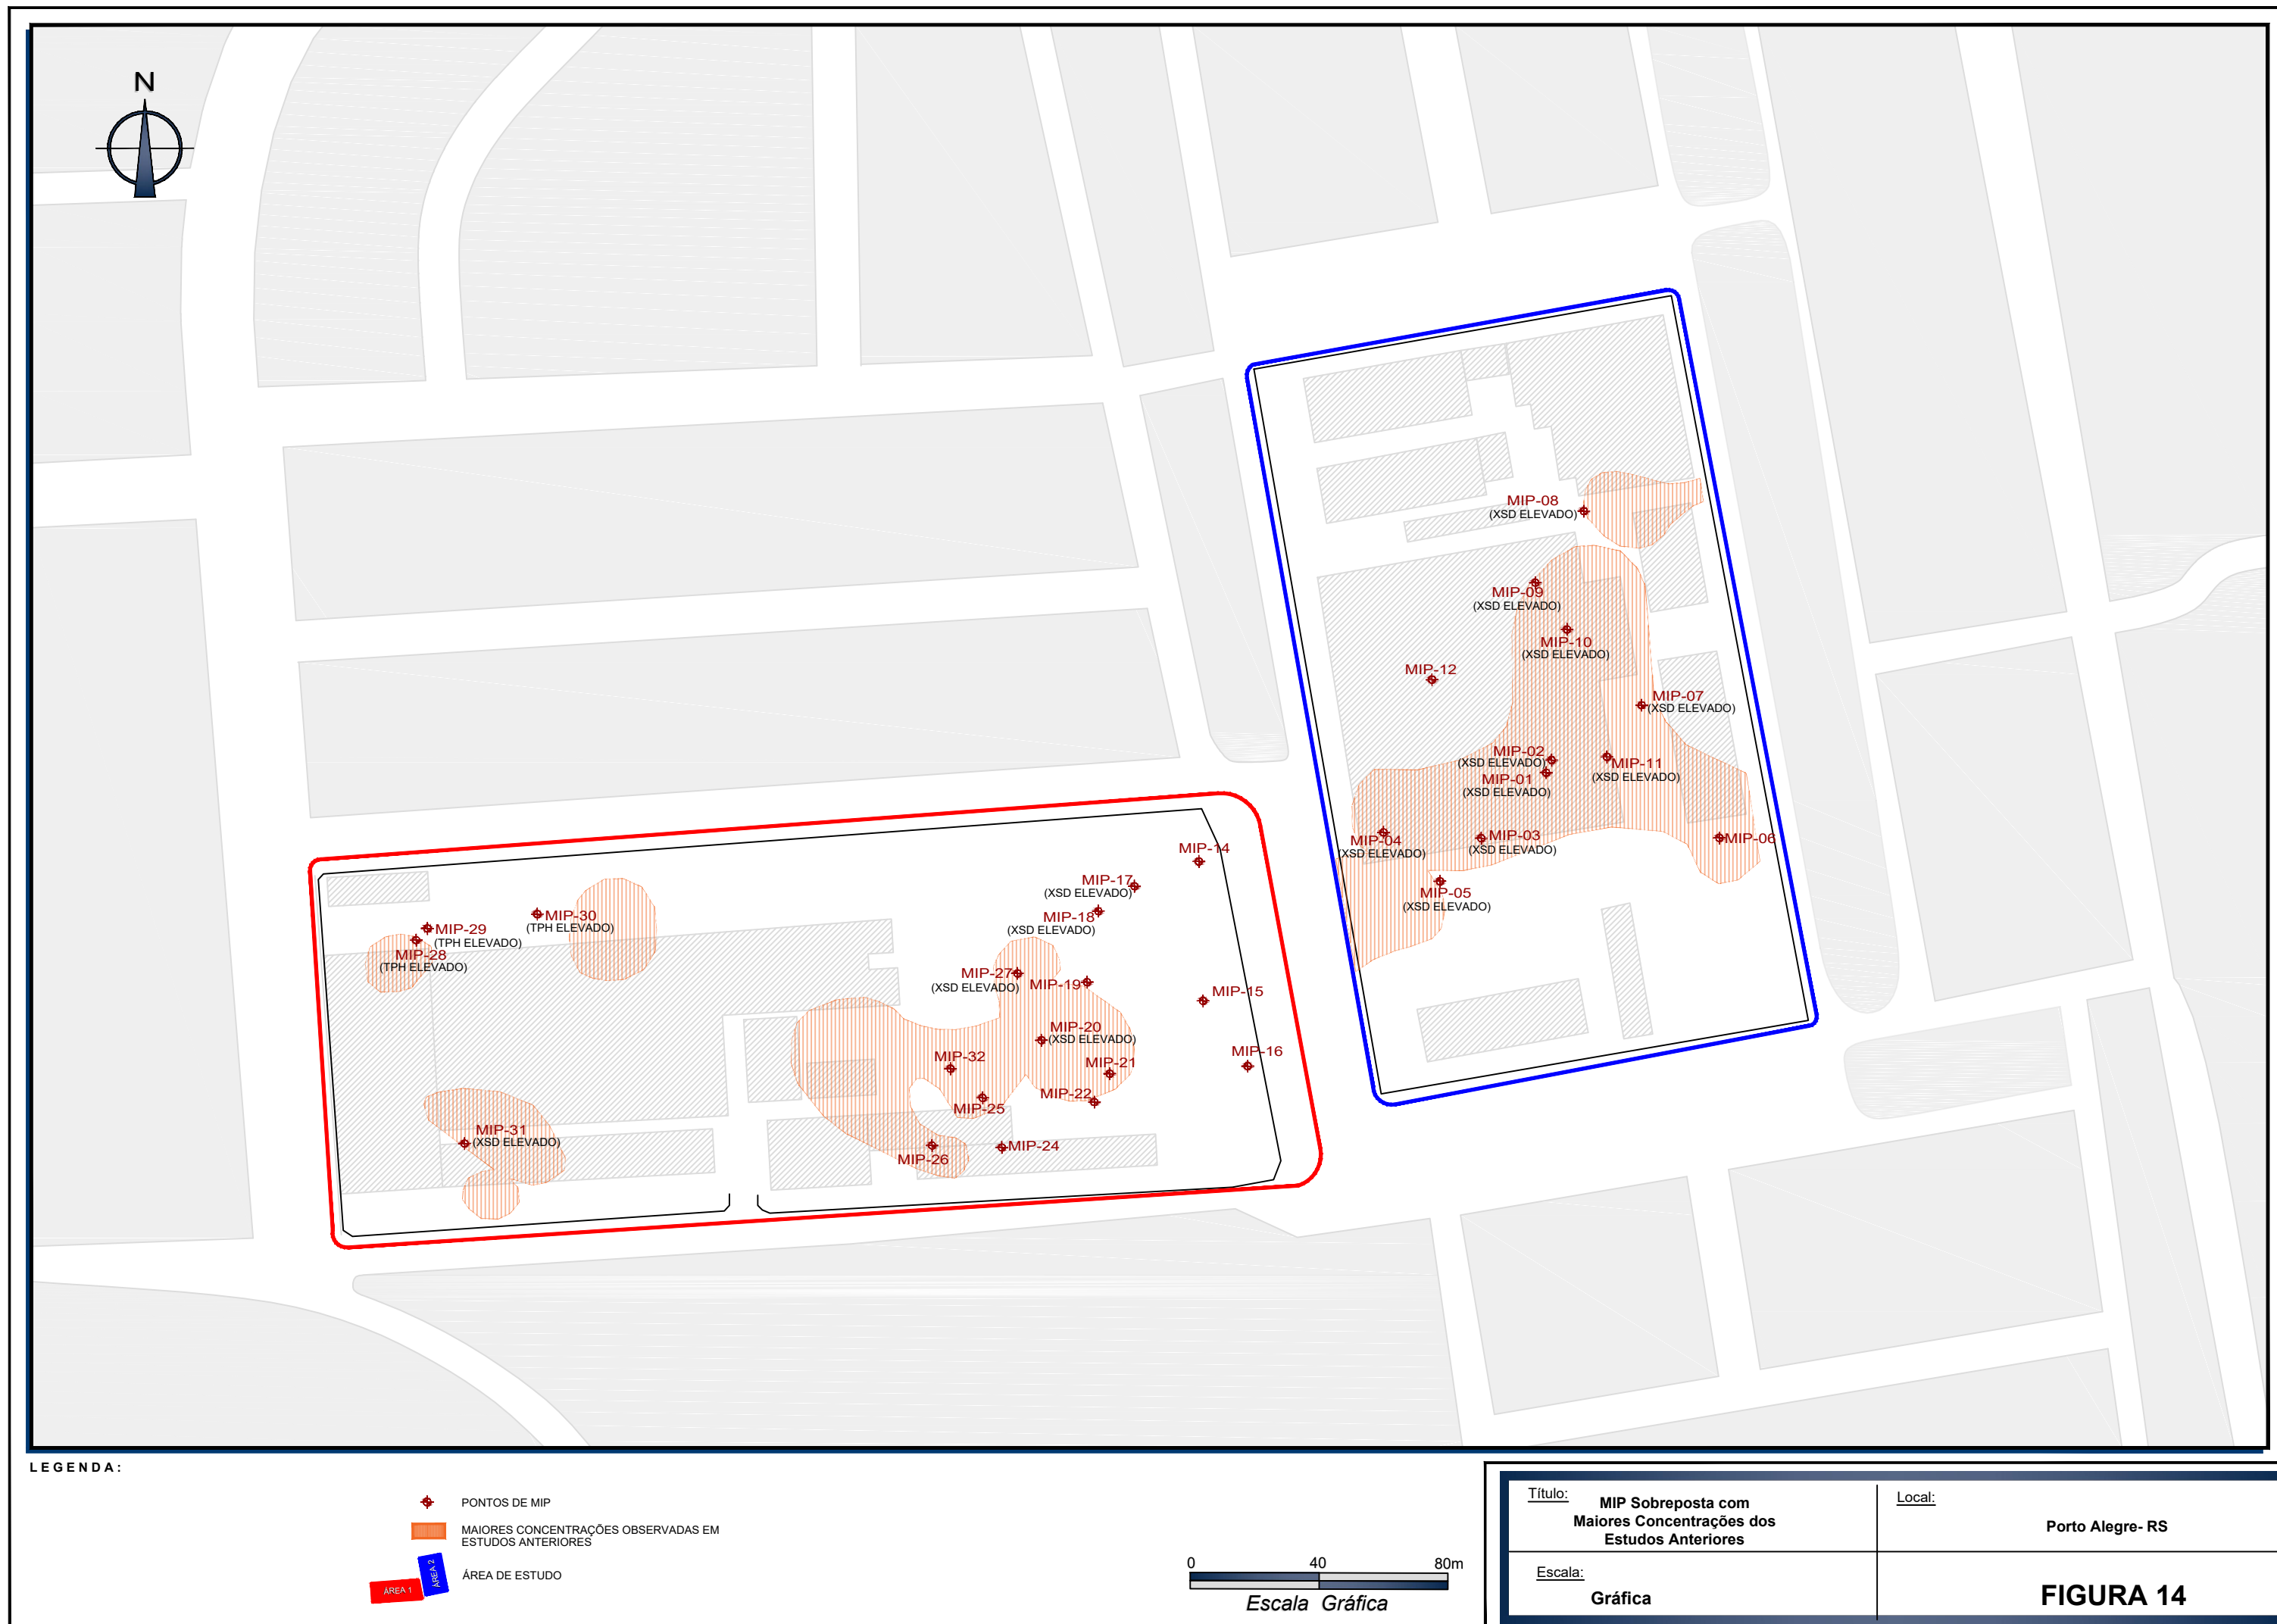 N
MIP-08
(XSD ELEVADO)
MIP-09
(XSD ELEVADO)
MIP-10
(XSD ELEVADO)
MIP-12
MIP-07
(XSD ELEVADO)
MIP-02
(XSD ELEVADO)
MIP-11
(XSD ELEVADO)
MIP-01
(XSD ELEVADO)
MIP-04
(XSD ELEVADO)
MIP-03
(XSD ELEVADO)
MIP-06
MIP-05
(XSD ELEVADO)
MIP-14
MIP-17
(XSD ELEVADO)
MIP-18
(XSD ELEVADO)
MIP-30
(TPH ELEVADO)
MIP-29
(TPH ELEVADO)
MIP-28
(TPH ELEVADO)
MIP-27
(XSD ELEVADO)
MIP-19
MIP-15
MIP-20
(XSD ELEVADO)
MIP-16
MIP-32
MIP-21
MIP-22
MIP-25
MIP-31
(XSD ELEVADO)
MIP-26
MIP-24
LEGENDA:
PONTOS DE MIP
MAIORES CONCENTRAÇÕES OBSERVADAS EM
ESTUDOS ANTERIORES
ÁREA 1
ÁREA 2
ÁREA DE ESTUDO
0 40 80m
Escala Gráfica
Título:
MIP Sobreposta com
Maiores Concentrações dos
Estudos Anteriores
Local:
Porto Alegre- RS
Escala:
Gráfica
FIGURA 14